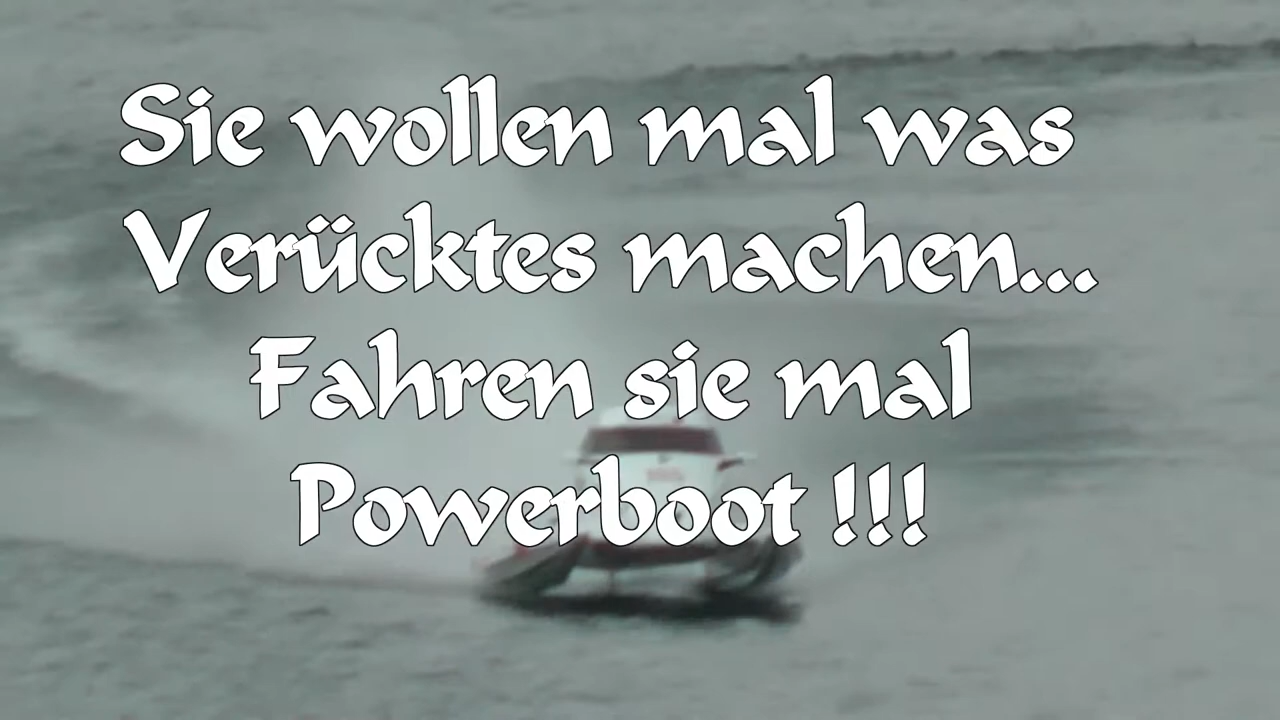 Sie wollen mal was
Verücktes machen...
Fahren sie mal
Powerboot !!!